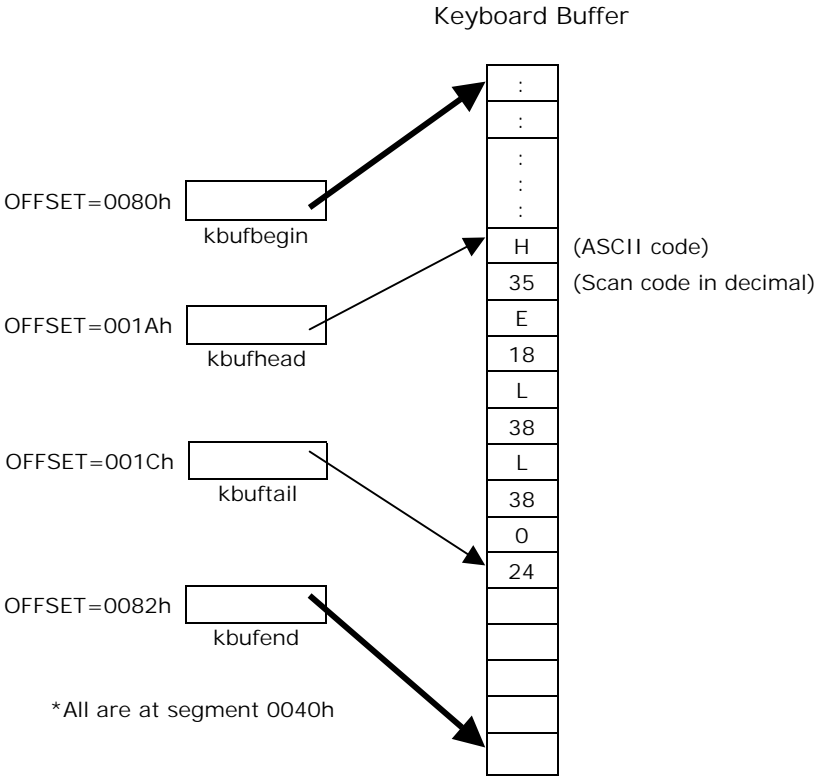 Keyboard Buffer
:
:
:
:
:
OFFSET=0080h
kbufbegin
H (ASCII code)
35 (Scan code in decimal)
E
OFFSET=001Ah
18
kbufhead
L
38
OFFSET=001Ch
L
kbuftail
38
O
24
OFFSET=0082h
kbufend
*All are at segment 0040h